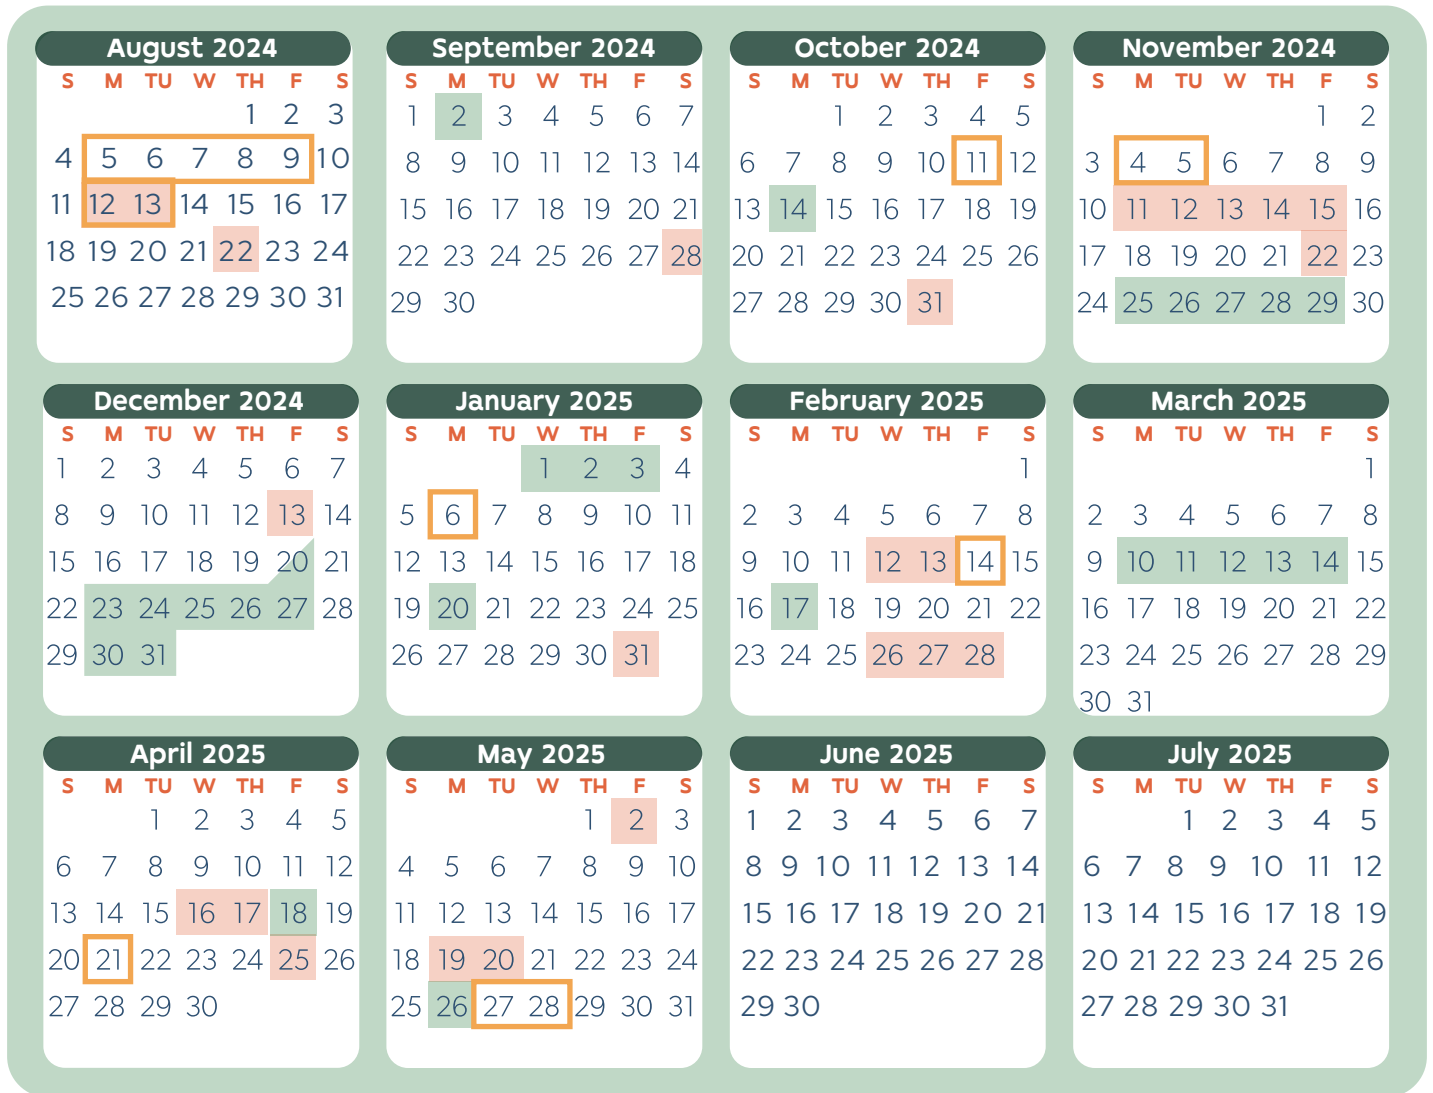 August 2024
S M TU W TH F S
1 2 3
4 5 6 7 8 9 10
11 12 13 14 15 16 17
18 19 20 21 22 23 24
25 26 27 28 29 30 31
September 2024
S M TU W TH F S
1 2 3 4 5 6 7
8 9 10 11 12 13 14
15 16 17 18 19 20 21
22 23 24 25 26 27 28
29 30
October 2024
S M TU W TH F S
1 2 3 4 5
6 7 8 9 10 11 12
13 14 15 16 17 18 19
20 21 22 23 24 25 26
27 28 29 30 31
November 2024
S M TU W TH F S
1 2
3 4 5 6 7 8 9
10 11 12 13 14 15 16
17 18 19 20 21 22 23
24 25 26 27 28 29 30
December 2024
S M TU W TH F S
1 2 3 4 5 6 7
8 9 10 11 12 13 14
15 16 17 18 19 20 21
22 23 24 25 26 27 28
29 30 31
January 2025
S M TU W TH F S
1 2 3 4
5 6 7 8 9 10 11
12 13 14 15 16 17 18
19 20 21 22 23 24 25
26 27 28 29 30 31
February 2025
S M TU W TH F S
1
2 3 4 5 6 7 8
9 10 11 12 13 14 15
16 17 18 19 20 21 22
23 24 25 26 27 28
March 2025
S M TU W TH F S
1
2 3 4 5 6 7 8
9 10 11 12 13 14 15
16 17 18 19 20 21 22
23 24 25 26 27 28 29
30 31
April 2025
S M TU W TH F S
1 2 3 4 5
6 7 8 9 10 11 12
13 14 15 16 17 18 19
20 21 22 23 24 25 26
27 28 29 30
May 2025
S M TU W TH F S
1 2 3
4 5 6 7 8 9 10
11 12 13 14 15 16 17
18 19 20 21 22 23 24
25 26 27 28 29 30 31
June 2025
S M TU W TH F S
1 2 3 4 5 6 7
8 9 10 11 12 13 14
15 16 17 18 19 20 21
22 23 24 25 26 27 28
29 30
July 2025
S M TU W TH F S
1 2 3 4 5
6 7 8 9 10 11 12
13 14 15 16 17 18 19
20 21 22 23 24 25 26
27 28 29 30 31